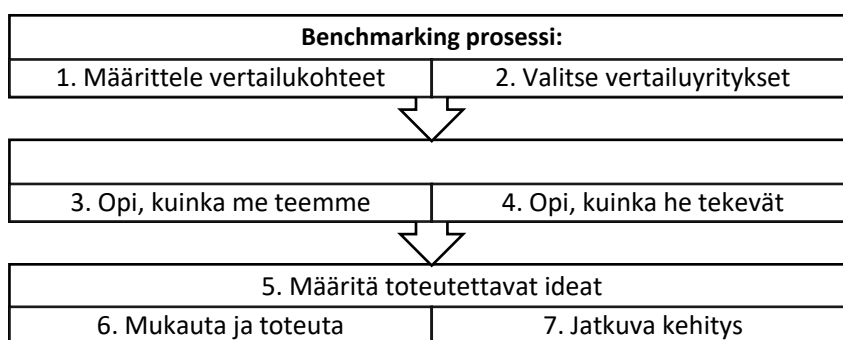 Benchmarking prosessi:
1. Määrittele vertailukohteet
2. Valitse vertailuyritykset
3. Opi, kuinka me teemme
4. Opi, kuinka he tekevät
5. Määritä toteutettavat ideat
6. Mukauta ja toteuta
7. Jatkuva kehitys